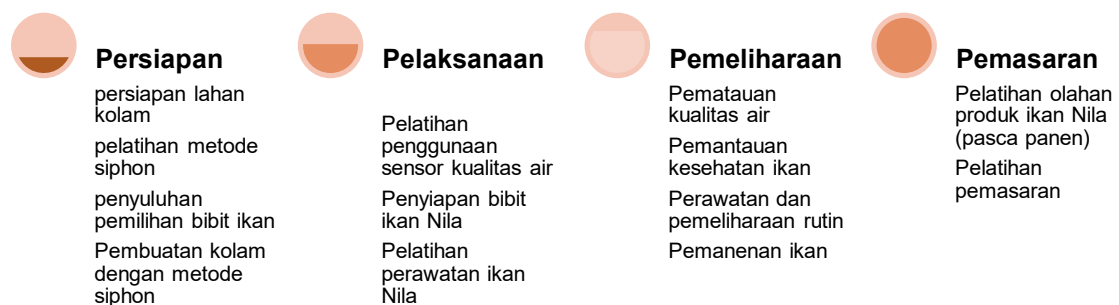 Persiapan
persiapan lahan
kolam
pelatihan metode
siphon
penyuluhan
pemilihan bibit ikan
Pembuatan kolam
dengan metode
siphon
Pelaksanaan
Pelatihan
penggunaan
sensor kualitas air
Penyiapan bibit
ikan Nila
Pelatihan
perawatan ikan
Nila
Pemeliharaan
Pematauan
kualitas air
Pemantauan
kesehatan ikan
Perawatan dan
pemeliharaan rutin
Pemanenan ikan
Pemasaran
Pelatihan olahan
produk ikan Nila
(pasca panen)
Pelatihan
pemasaran